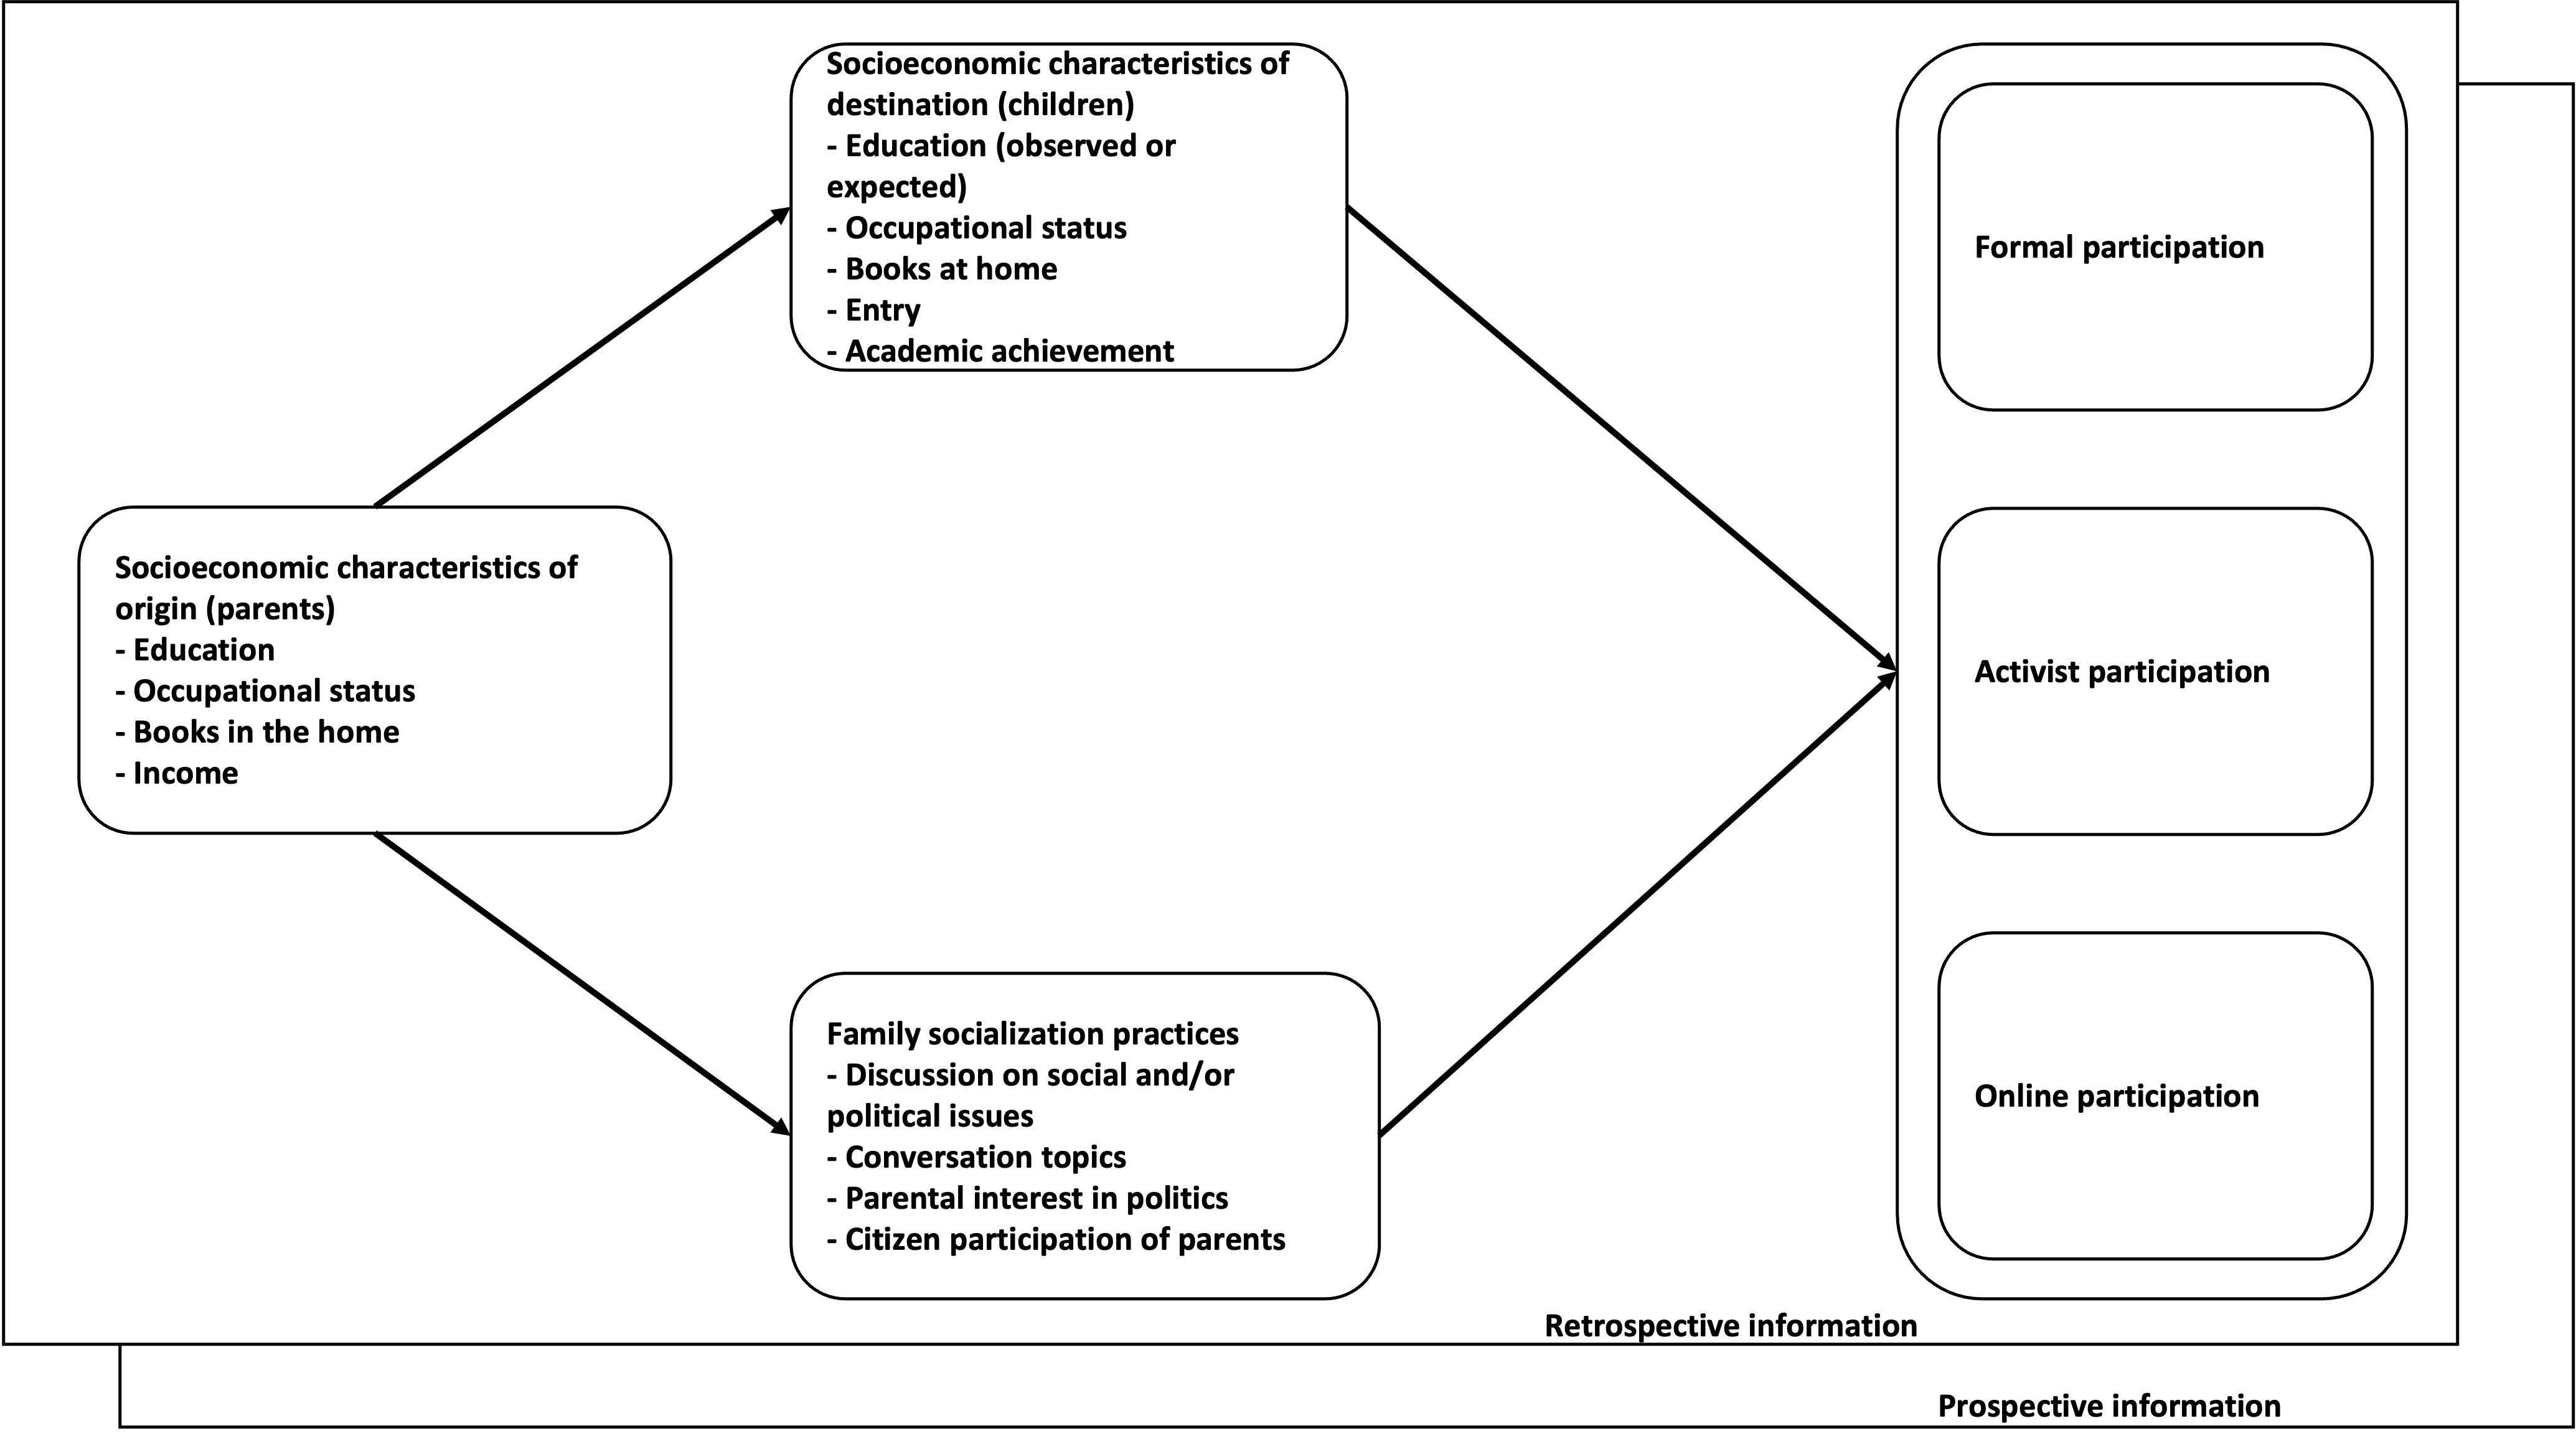 Socioeconomic characteristics of
destination (children)
- Education (observed or
expected)
- Occupational status
- Books at home
- Entry
- Academic achievement
Socioeconomic characteristics of
origin (parents)
- Education
- Occupational status
- Books in the home
- Income
Family socialization practices
- Discussion on social and/or
political issues
- Conversation topics
- Parental interest in politics
- Citizen participation of parents
Formal participation
Activist participation
Online participation
Retrospective information
Prospective information